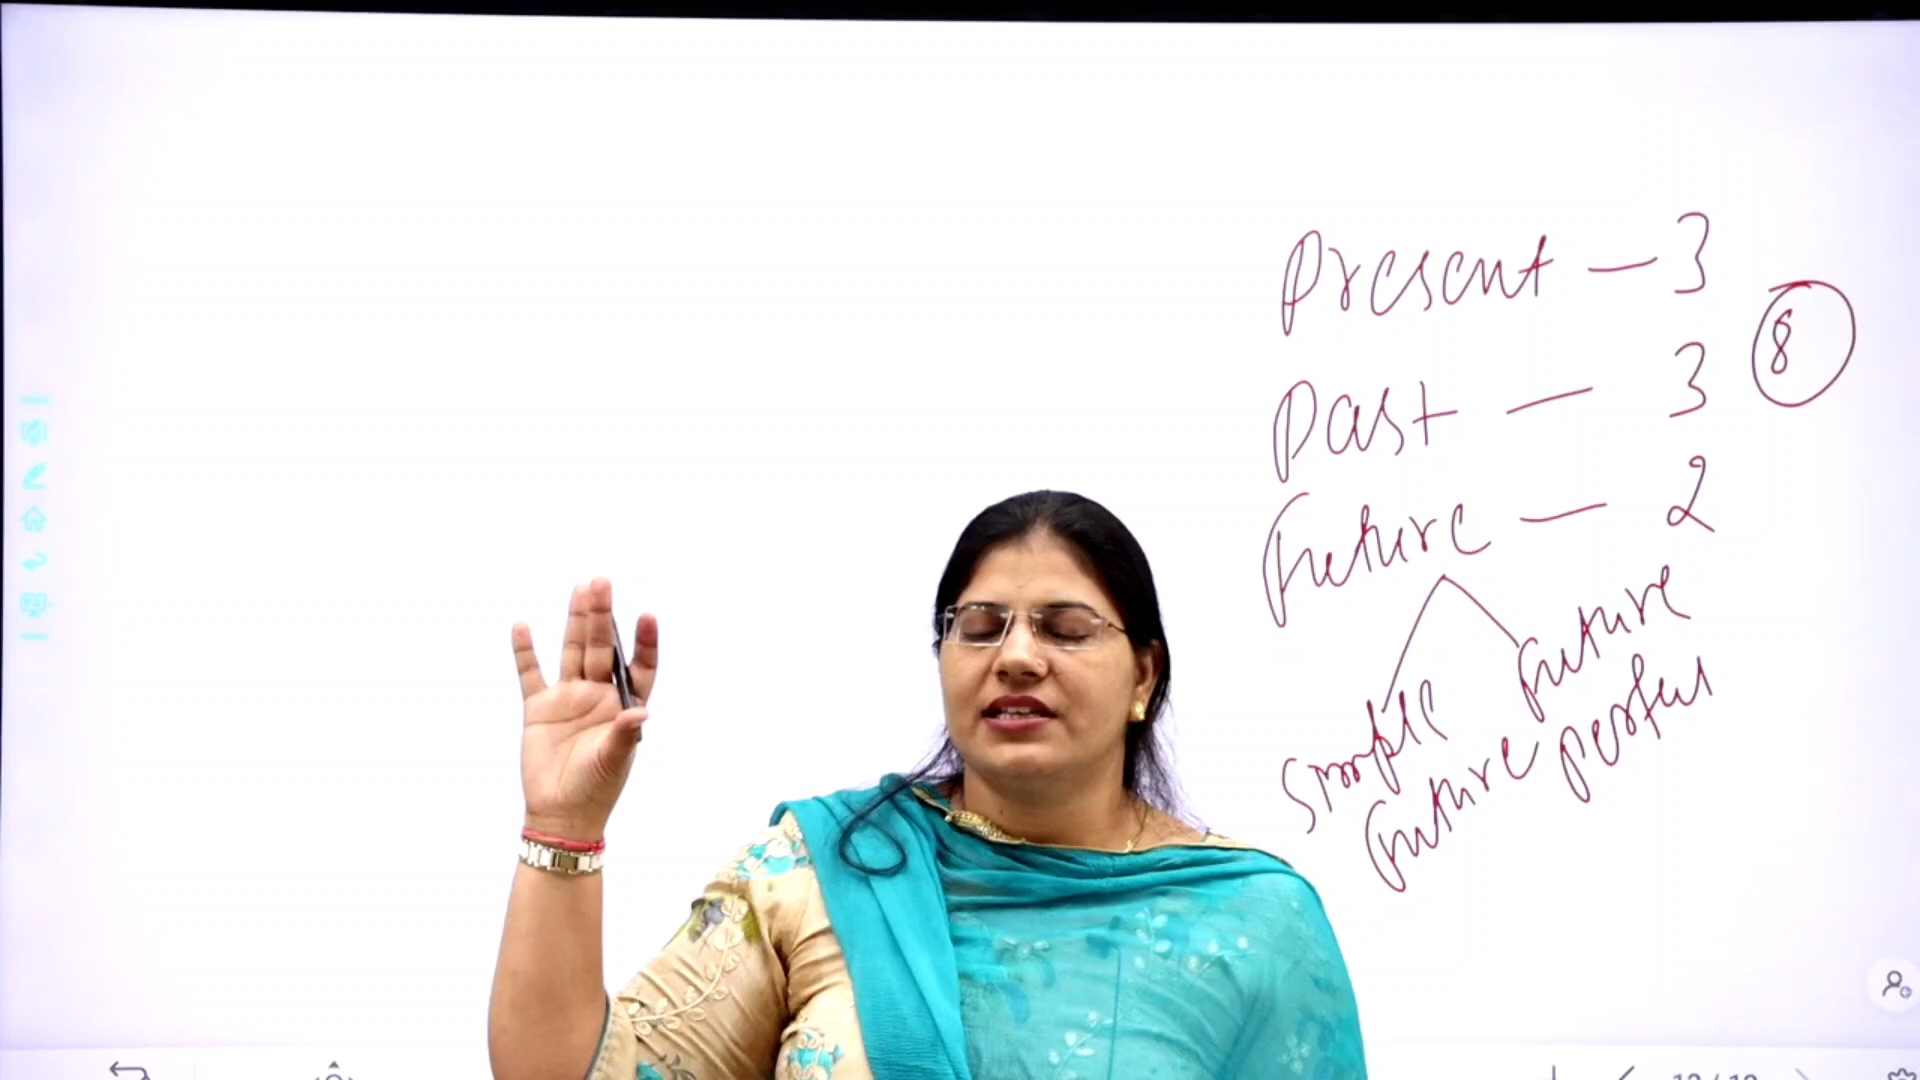 Present - 3
8
Past - 3
Future - 2
Simple Future
Future Perfect